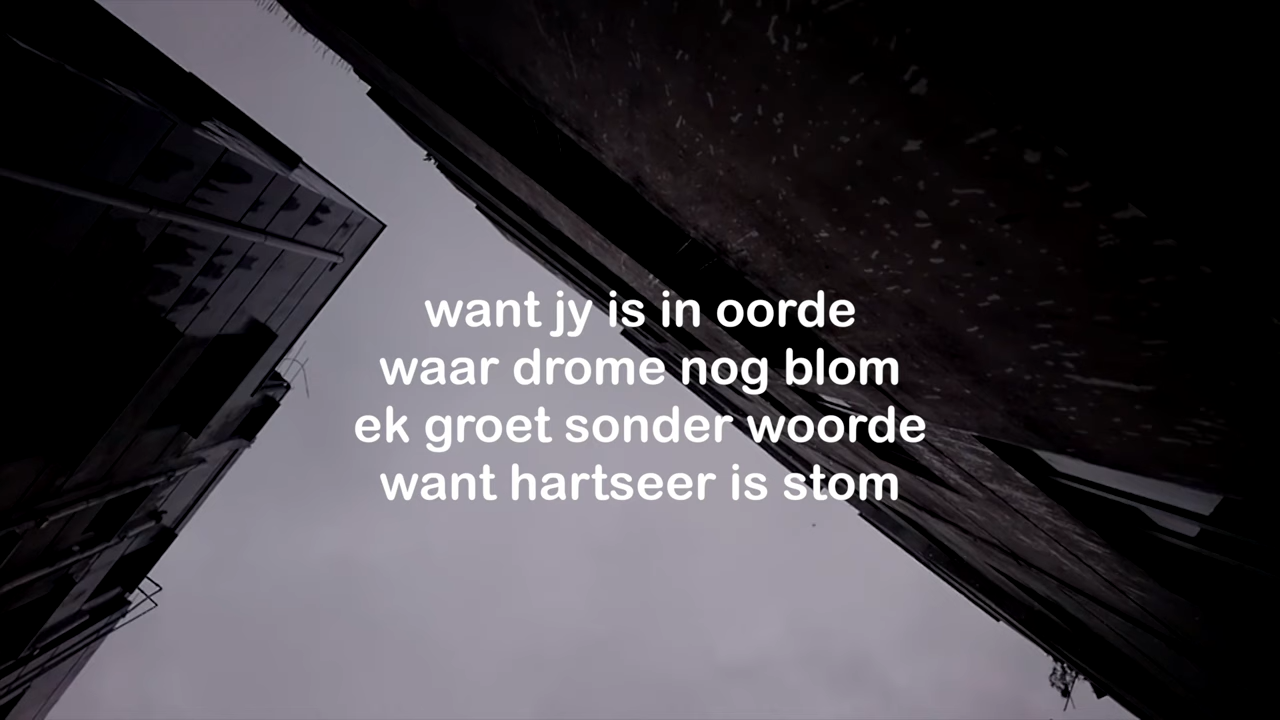 want jy is in oorde
waar drome nog blom
ek groet sonder woorde
want hartseer is stom